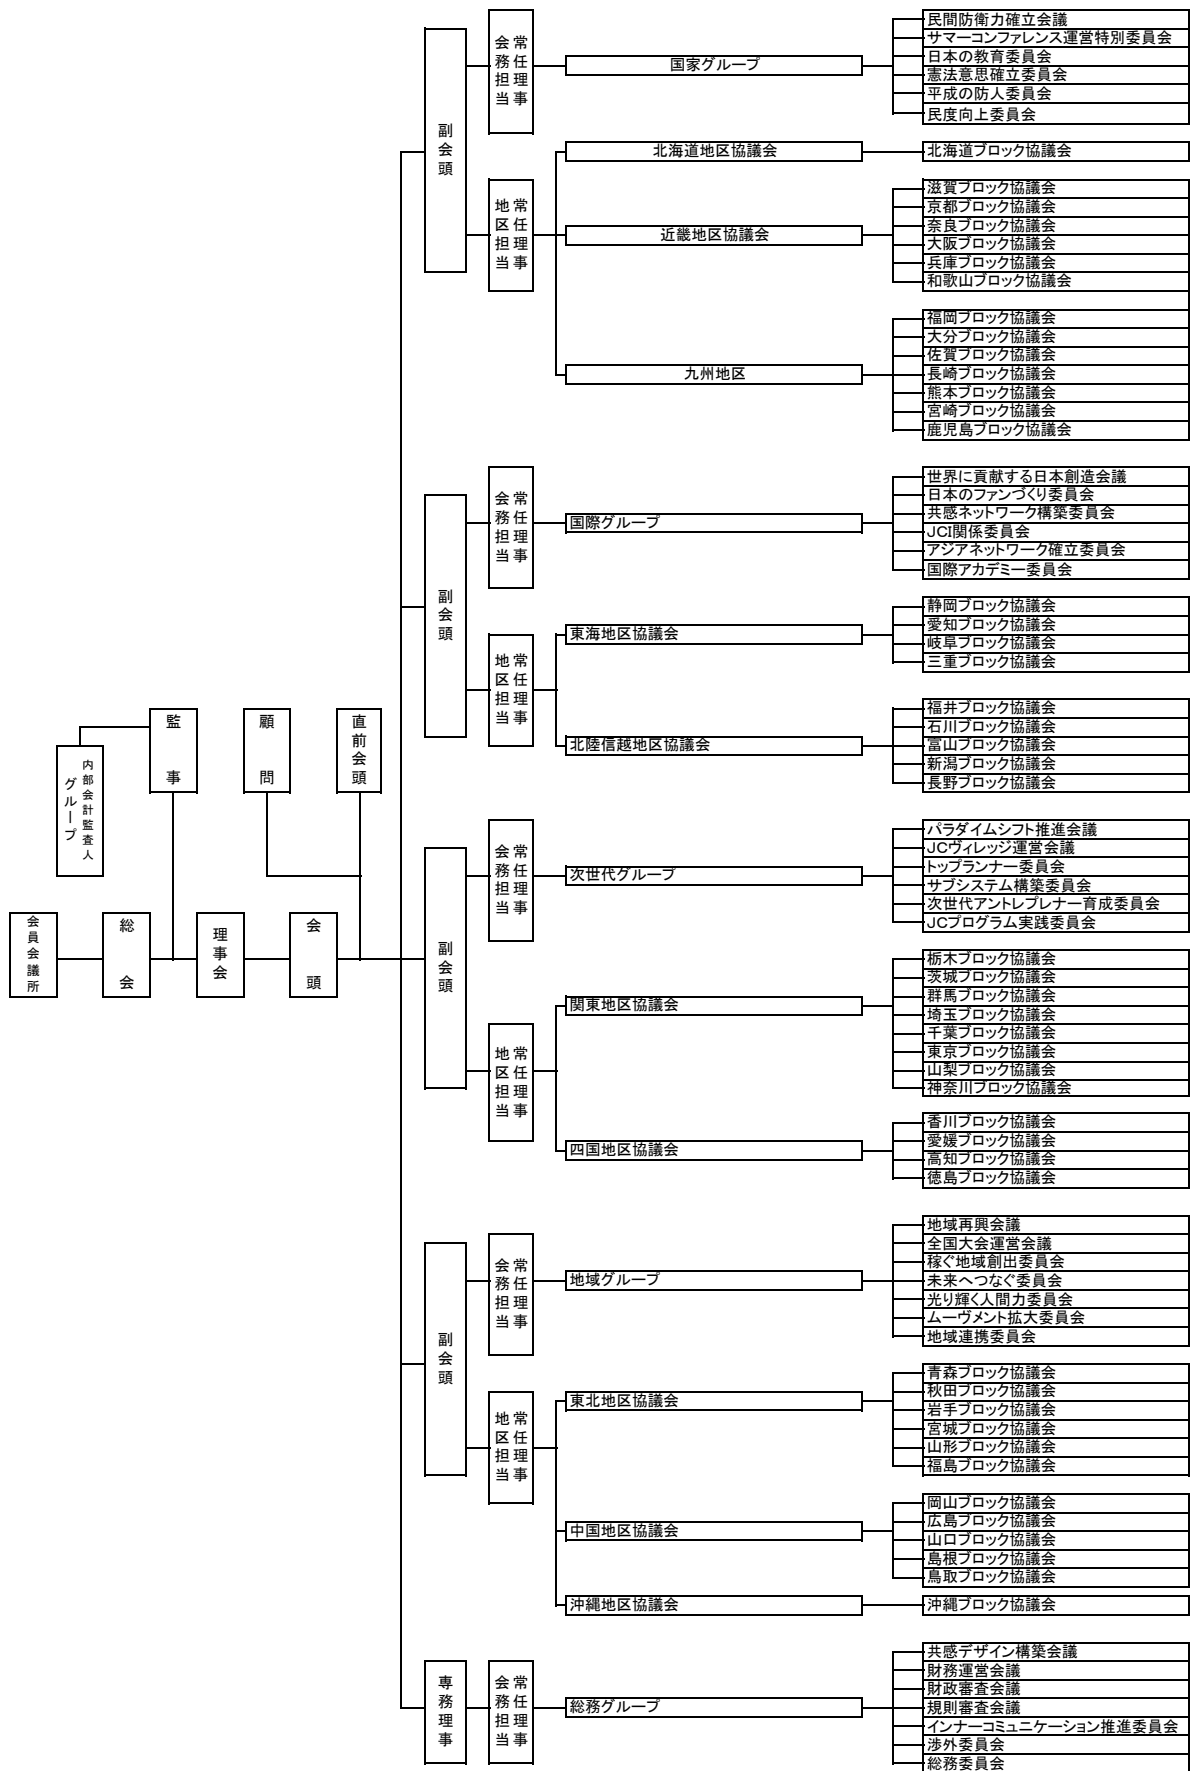 会員会議所
総会
理事会
会頭
監事
内部会計監査人
グループ
顧問
直前会頭
副会頭
常任理事
会務担当
国家グループ
民間防衛力確立会議
サマーコンファレンス運営特別委員会
日本の教育委員会
憲法意思確立委員会
平成の防人委員会
民度向上委員会
常任理事
地区担当
北海道地区協議会
北海道ブロック協議会
近畿地区協議会
滋賀ブロック協議会
京都ブロック協議会
奈良ブロック協議会
大阪ブロック協議会
兵庫ブロック協議会
和歌山ブロック協議会
九州地区
福岡ブロック協議会
大分ブロック協議会
佐賀ブロック協議会
長崎ブロック協議会
熊本ブロック協議会
宮崎ブロック協議会
鹿児島ブロック協議会
副会頭
常任理事
会務担当
国際グループ
世界に貢献する日本創造会議
日本のファンづくり委員会
共感ネットワーク構築委員会
JCI関係委員会
アジアネットワーク確立委員会
国際アカデミー委員会
常任理事
地区担当
東海地区協議会
静岡ブロック協議会
愛知ブロック協議会
岐阜ブロック協議会
三重ブロック協議会
北陸信越地区協議会
福井ブロック協議会
石川ブロック協議会
富山ブロック協議会
新潟ブロック協議会
長野ブロック協議会
副会頭
常任理事
会務担当
次世代グループ
パラダイムシフト推進会議
JCヴィレッジ運営会議
トップランナー委員会
サブシステム構築委員会
次世代アントレプレナー育成委員会
JCプログラム実践委員会
常任理事
地区担当
関東地区協議会
栃木ブロック協議会
茨城ブロック協議会
群馬ブロック協議会
埼玉ブロック協議会
千葉ブロック協議会
東京ブロック協議会
山梨ブロック協議会
神奈川ブロック協議会
四国地区協議会
香川ブロック協議会
愛媛ブロック協議会
高知ブロック協議会
徳島ブロック協議会
副会頭
常任理事
会務担当
地域グループ
地域再興会議
全国大会運営会議
稼ぐ地域創出委員会
未来へつなぐ委員会
光り輝く人間力委員会
ムーヴメント拡大委員会
地域連携委員会
常任理事
地区担当
東北地区協議会
青森ブロック協議会
秋田ブロック協議会
岩手ブロック協議会
宮城ブロック協議会
山形ブロック協議会
福島ブロック協議会
中国地区協議会
岡山ブロック協議会
広島ブロック協議会
山口ブロック協議会
島根ブロック協議会
鳥取ブロック協議会
沖縄地区協議会
沖縄ブロック協議会
専務理事
常任理事
会務担当
総務グループ
共感デザイン構築会議
財務運営会議
財政審査会議
規則審査会議
インナーコミュニケーション推進委員会
渉外委員会
総務委員会